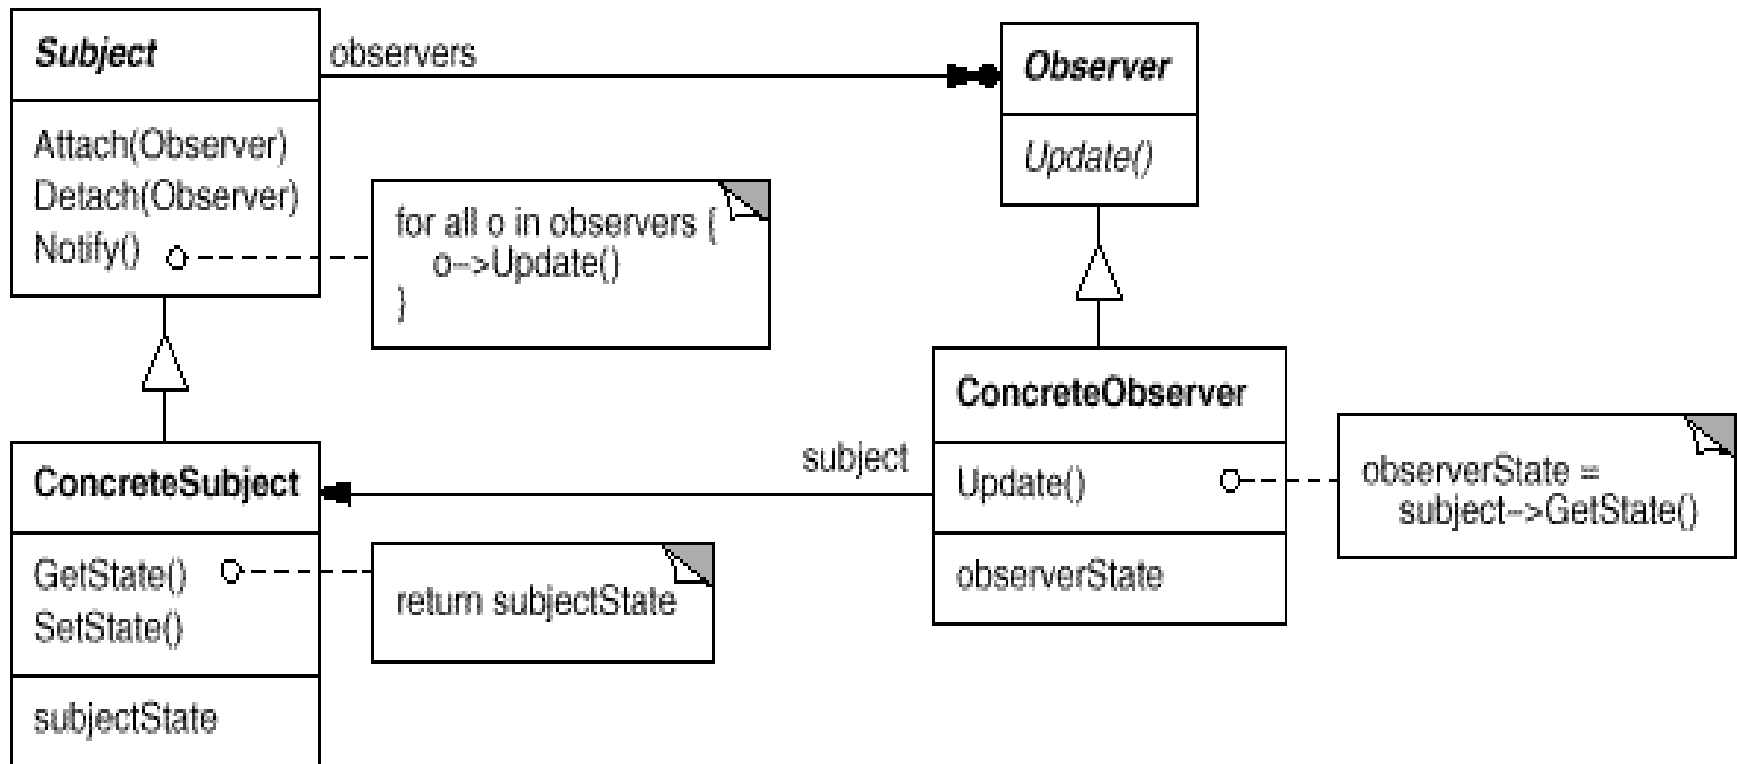 Subject
Attach(Observer)
Detach(Observer)
Notify()
observers
for all o in observers {
o–>Update()
}
Observer
Update()
ConcreteSubject
GetState()
SetState()
subjectState
return subjectState
subject
ConcreteObserver
Update()
observerState
observerState =
subject–>GetState()